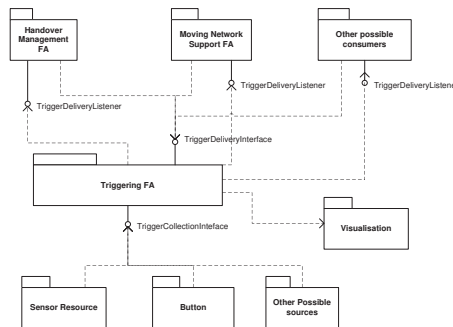 Handover
Management
FA
Moving Network
Support FA
Other possible
consumers
TriggerDeliveryListener
TriggerDeliveryListener
TriggerDeliveryListene
TriggerDeliveryInterface
Triggering FA
TriggerCollectionInteface
Visualisation
Sensor Resource
Button
Other Possible
sources